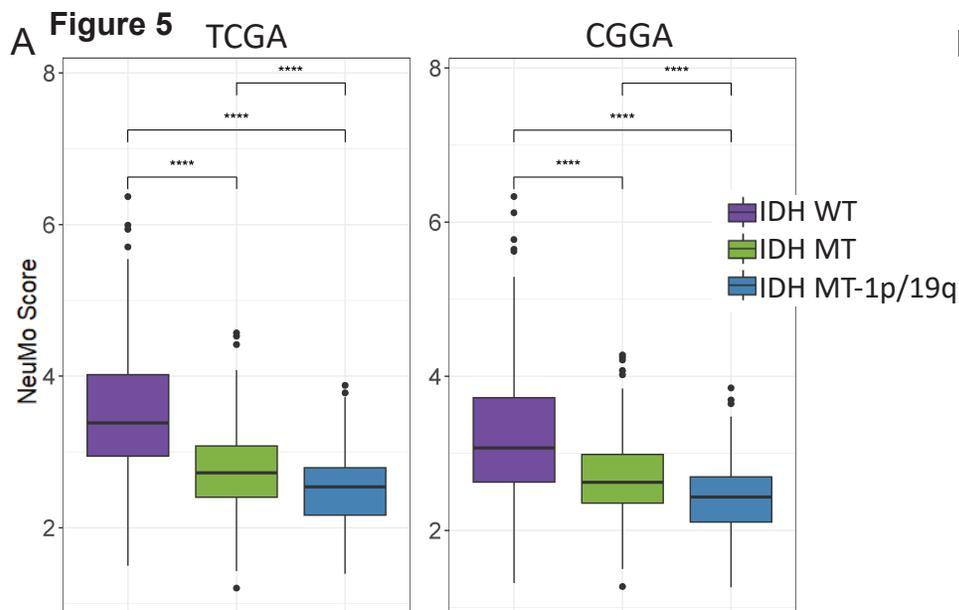 Figure 5
A
TCGA
CGGA
8
6
4
2
NeuMo Score
****
****
****
8
6
4
2
****
****
****
IDH WT
IDH MT
IDH MT-1p/19q